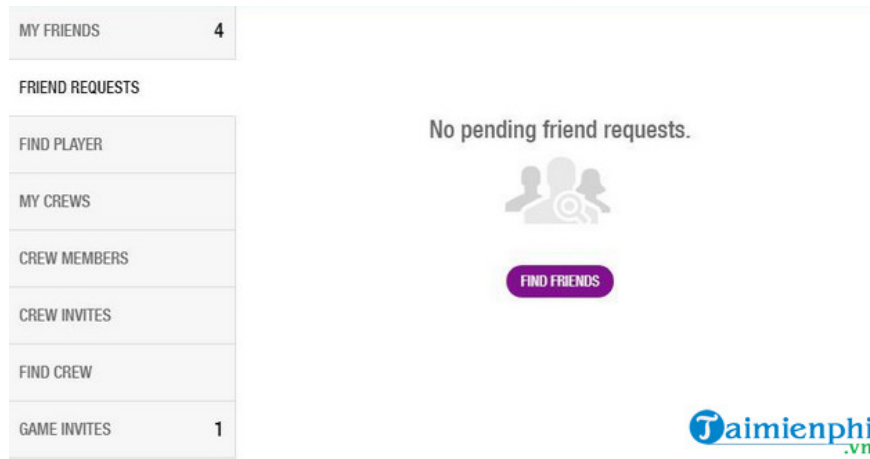 MY FRIENDS 4
FRIEND REQUESTS
FIND PLAYER
MY CREWS
CREW MEMBERS
CREW INVITES
FIND CREW
GAME INVITES 1
No pending friend requests.
FIND FRIENDS
Taimienphi
.vn